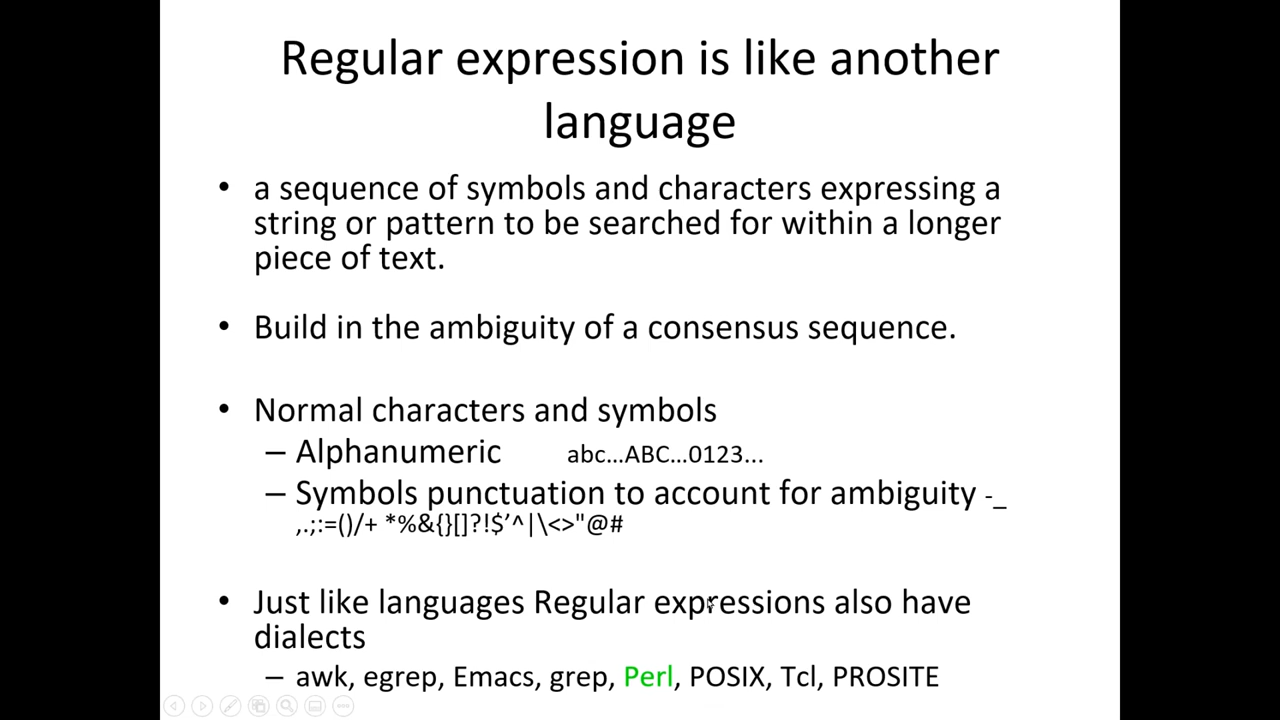 Regular expression is like another
language
• a sequence of symbols and characters expressing a
string or pattern to be searched for within a longer
piece of text.
• Build in the ambiguity of a consensus sequence.
• Normal characters and symbols
– Alphanumeric abc…ABC…0123...
– Symbols punctuation to account for ambiguity -_
,.;:=()/+ *%&{}[]?!$’^|\<>"@#
• Just like languages Regular expressions also have
dialects
– awk, egrep, Emacs, grep, Perl, POSIX, Tcl, PROSITE